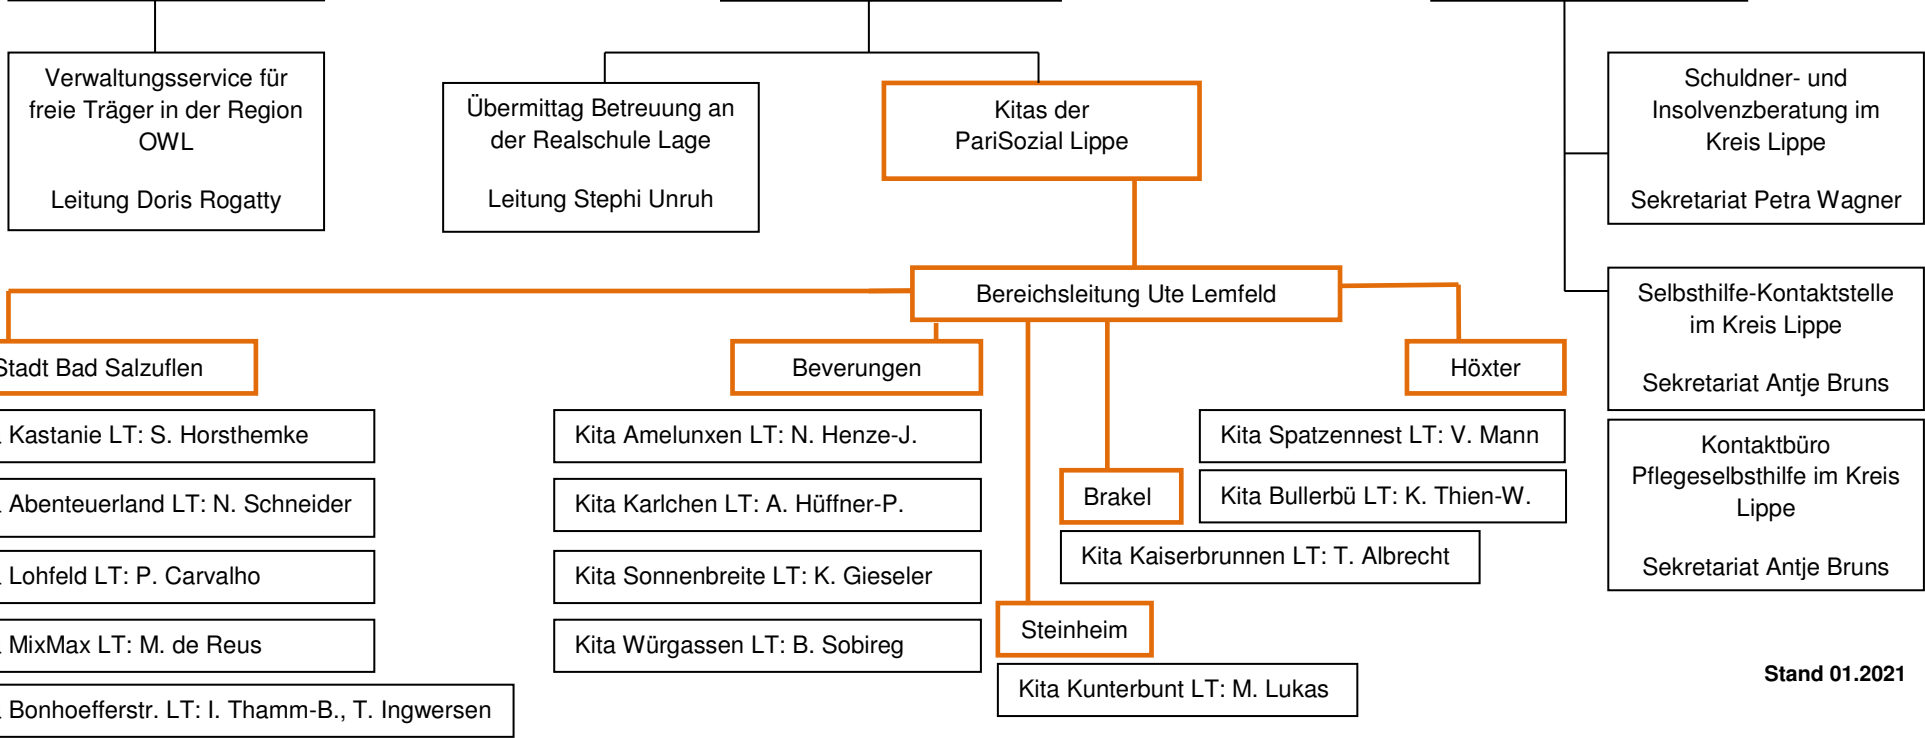 Verwaltungsservice für
freie Träger in der Region
OWL
Leitung Doris Rogatty
Übermittag Betreuung an
der Realschule Lage
Leitung Stephi Unruh
Kitas der
PariSozial Lippe
Schuldner- und
Insolvenzberatung im
Kreis Lippe
Sekretariat Petra Wagner
Bereichsleitung Ute Lemfeld
Selbsthilfe-Kontaktstelle
im Kreis Lippe
Sekretariat Antje Bruns
Stadt Bad Salzuflen
Kastanie LT: S. Horsthemke
Abenteuerland LT: N. Schneider
Lohfeld LT: P. Carvalho
MixMax LT: M. de Reus
Bonhoefferstr. LT: I. Thamm-B., T. Ingwersen
Beverungen
Kita Amelunxen LT: N. Henze-J.
Kita Karlchen LT: A. Hüffner-P.
Kita Sonnenbreite LT: K. Gieseler
Kita Würgassen LT: B. Sobireg
Steinheim
Kita Kunterbunt LT: M. Lukas
Brakel
Kita Kaiserbrunnen LT: T. Albrecht
Höxter
Kita Spatzennest LT: V. Mann
Kita Bullerbü LT: K. Thien-W.
Kontaktbüro
Pflegeselbsthilfe im Kreis
Lippe
Sekretariat Antje Bruns
Stand 01.2021